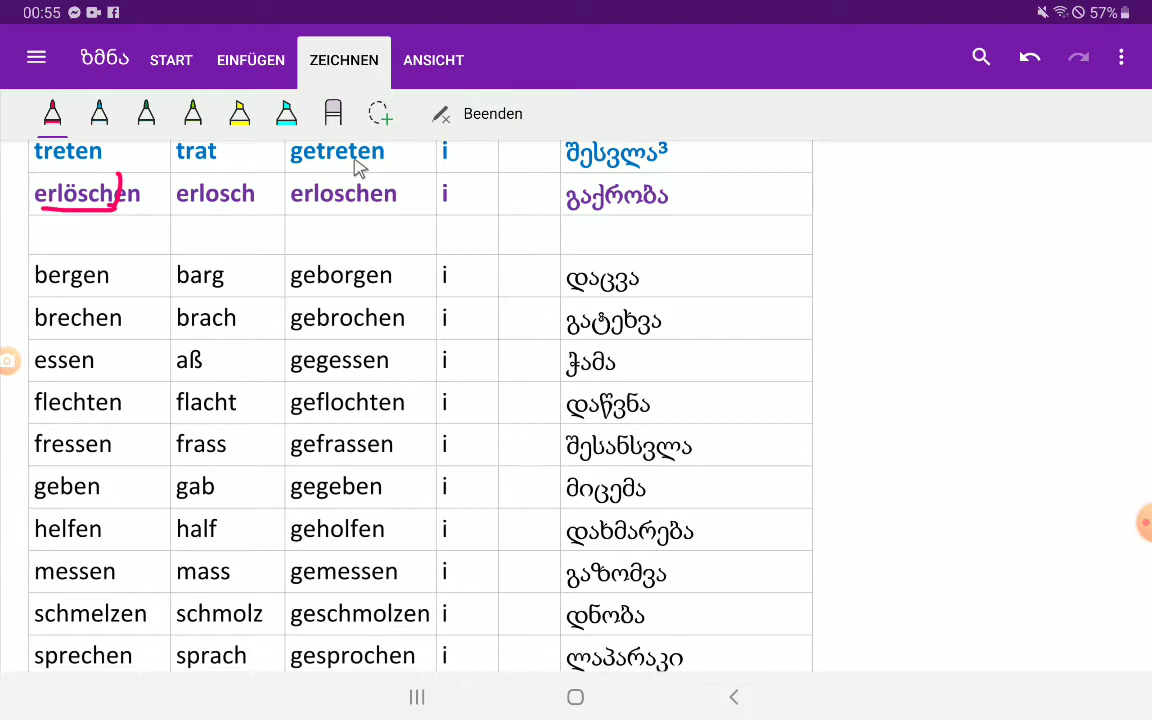 00:55 57%
ზმნა START EINFÜGEN ZEICHNEN ANSICHT
Beenden
treten trat getreten i შესვლა³
erlöschen erlosch erloschen i გაქრობა
bergen barg geborgen i დაცვა
brechen brach gebrochen i გატეხვა
essen aß gegessen i ჭამა
flechten flacht geflochten i დაწვნა
fressen frass gefrassen i შესანსვლა
geben gab gegeben i მიცემა
helfen half geholfen i დახმარება
messen mass gemessen i გაზომვა
schmelzen schmolz geschmolzen i დნობა
sprechen sprach gesprochen i ლაპარაკი